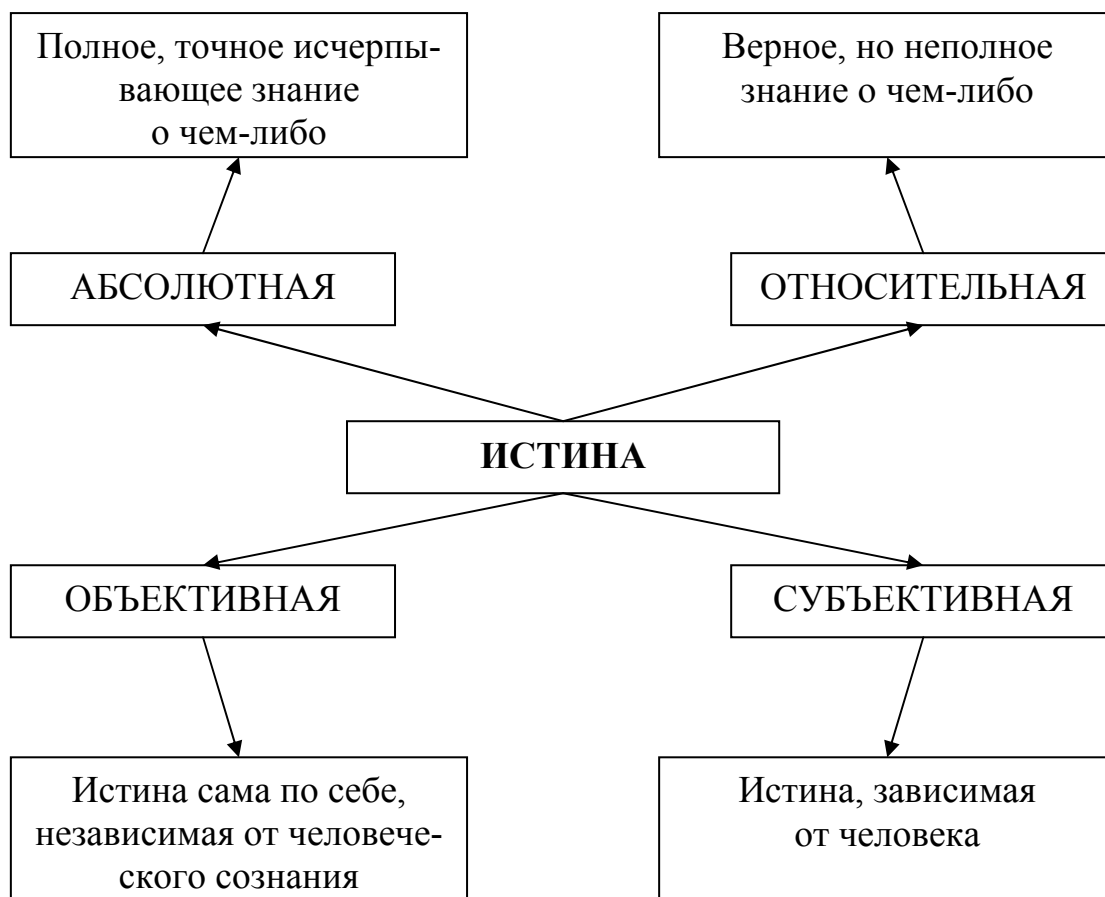 Полное, точное исчерпы-
вающее знание
о чем-либо
Верное, но неполное
знание о чем-либо
АБСОЛЮТНАЯ
ОТНОСИТЕЛЬНАЯ
ИСТИНА
ОБЪЕКТИВНАЯ
СУБЪЕКТИВНАЯ
Истина сама по себе,
независимая от человече-
ского сознания
Истина, зависимая
от человека